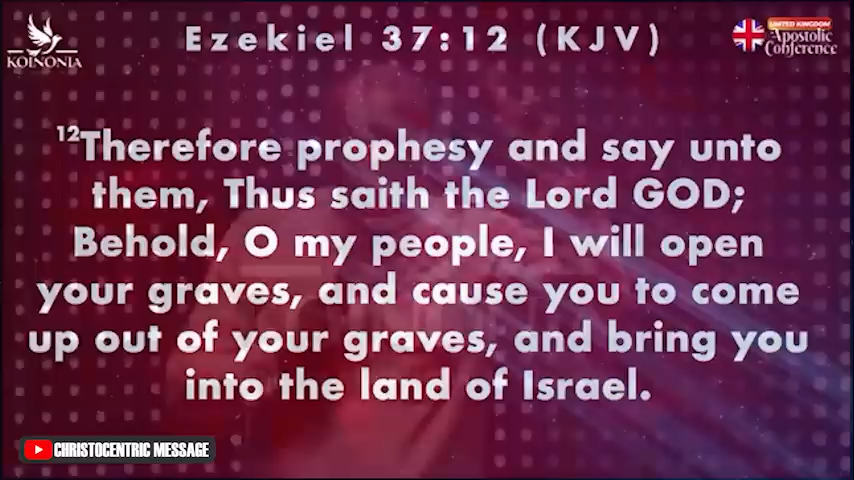 KOINONIA
Ezekiel 37:12 (KJV)
UNITED KINGDOM
Apostolic
Conference
12Therefore prophesy and say unto
them, Thus saith the Lord GOD;
Behold, O my people, I will open
your graves, and cause you to come
up out of your graves, and bring you
into the land of Israel.
CHRISTOCENTRIC MESSAGE